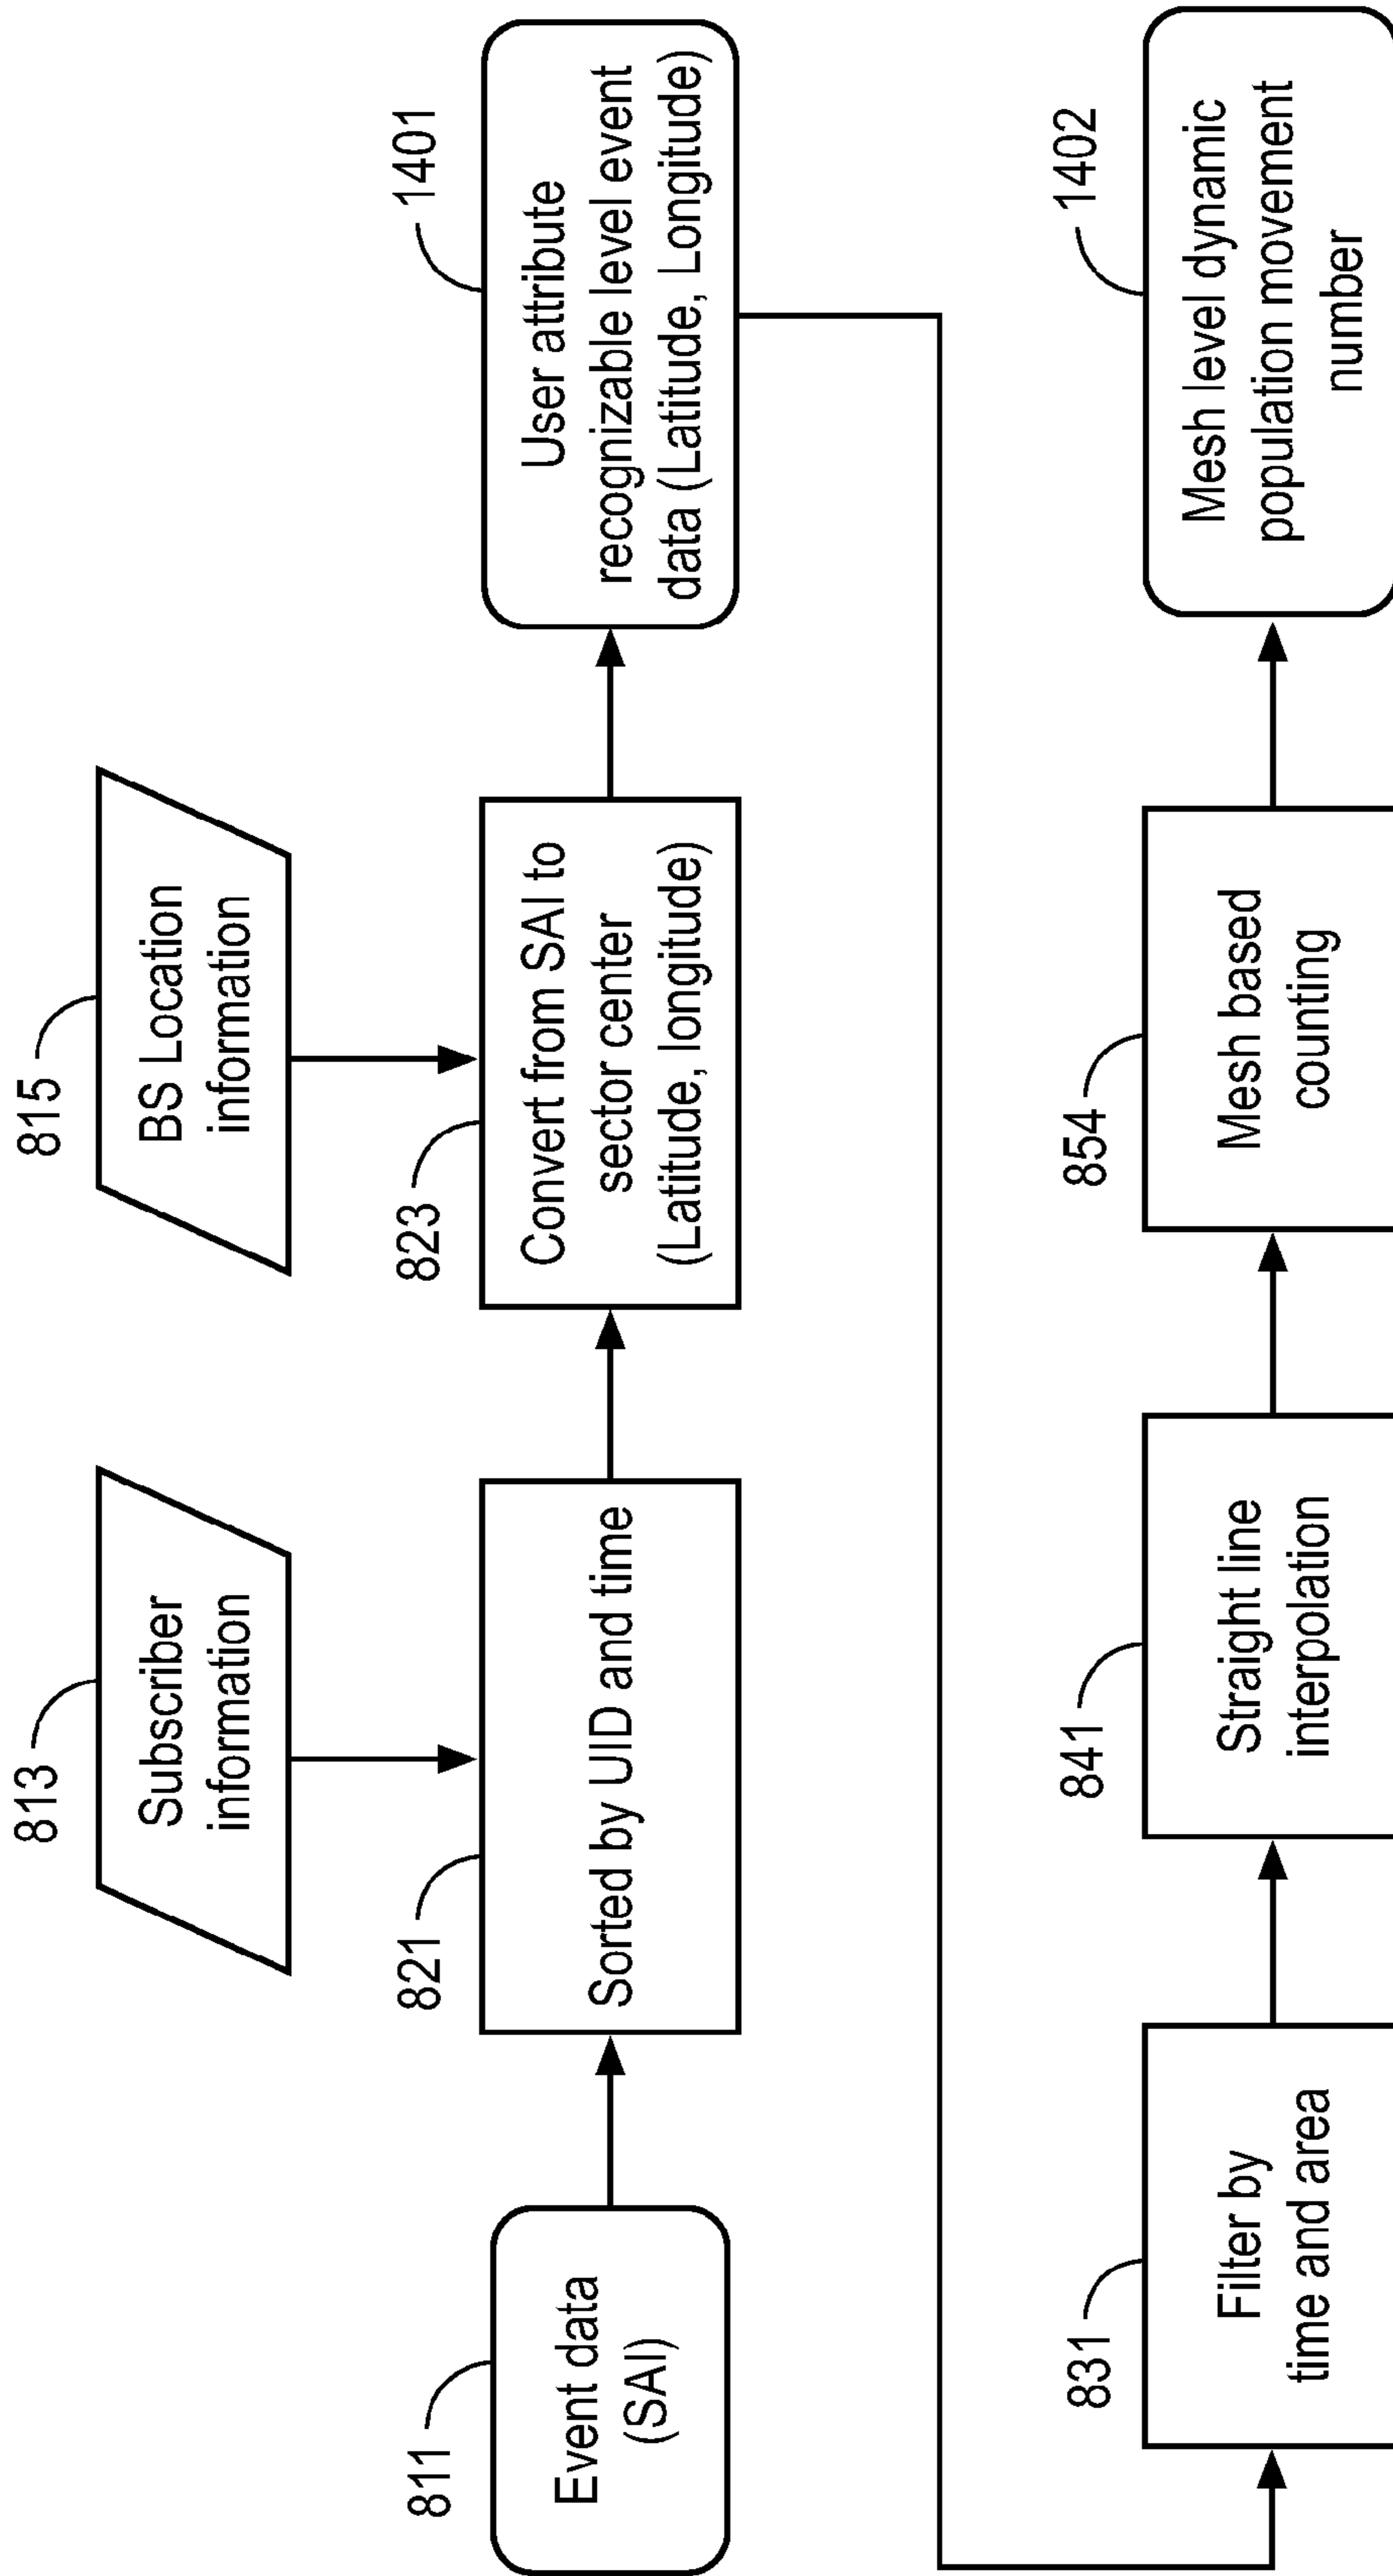 813
Subscriber
information
815
BS Location
information
811
Event data
(SAI)
821
Sorted by UID and time
823
Convert from SAI to
sector center
(Latitude, longitude)
1401
User attribute
recognizable level event
data (Latitude, Longitude)
831
Filter by
time and area
841
Straight line
interpolation
854
Mesh based
counting
1402
Mesh level dynamic
population movement
number